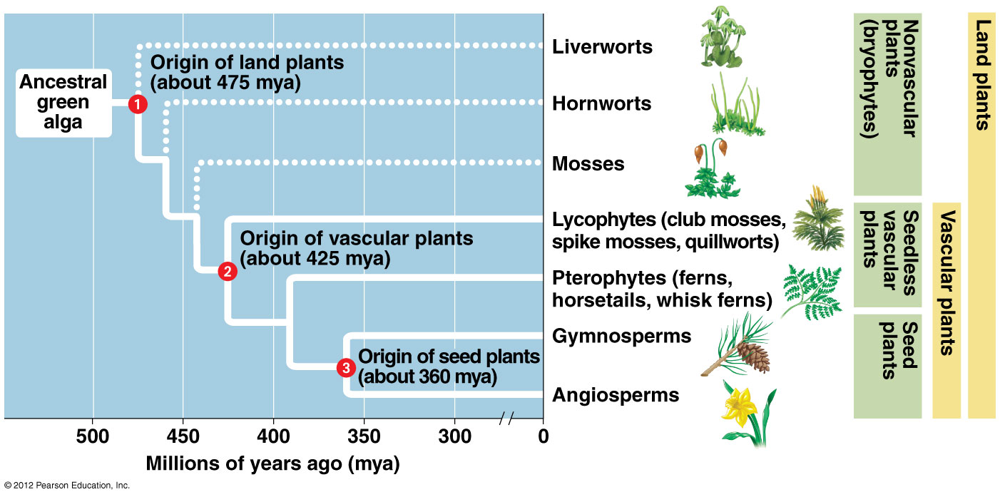 Ancestral
green
alga
1
Origin of land plants
(about 475 mya)
2
Origin of vascular plants
(about 425 mya)
3
Origin of seed plants
(about 360 mya)
Liverworts
Hornworts
Mosses
Lycophytes (club mosses,
spike mosses, quillworts)
Pterophytes (ferns,
horsetails, whisk ferns)
Gymnosperms
Angiosperms
Nonvascular
plants
(bryophytes)
Seedless
vascular
plants
Seed
plants
Vascular plants
Land plants
500 450 400 350 300 0
Millions of years ago (mya)
© 2012 Pearson Education, Inc.